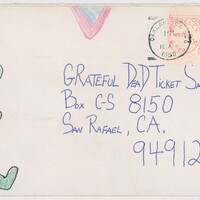 GRATEFUL DEAD TICKET SA
BOX C-S 8150
SAN RAFAEL, CA.
94912